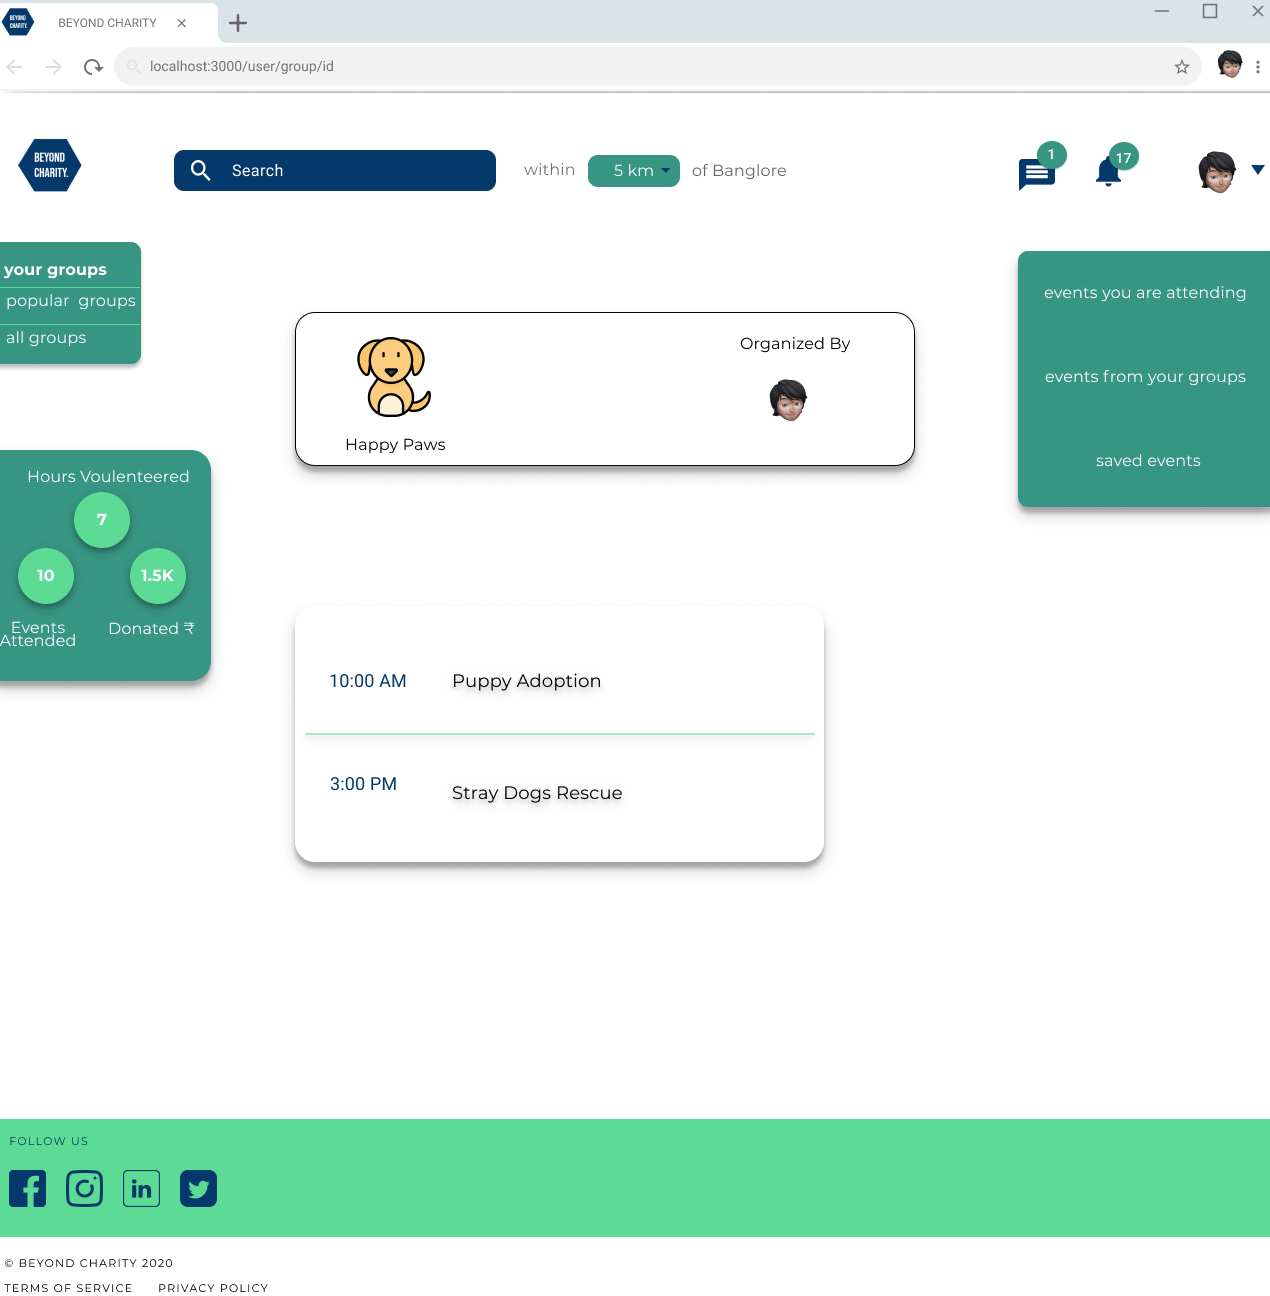 BEYOND CHARITY.
BEYOND CHARITY
localhost:3000/user/group/id
BEYOND
CHARITY.
Search
within
5 km
of Banglore
1
17
your groups
popular groups
all groups
events you are attending
events from your groups
saved events
Organized By
Happy Paws
Hours Voulenteered
7
10
1.5K
Events
Attended
Donated ₹
10:00 AM Puppy Adoption
3:00 PM Stray Dogs Rescue
FOLLOW US
© BEYOND CHARITY 2020
TERMS OF SERVICE PRIVACY POLICY